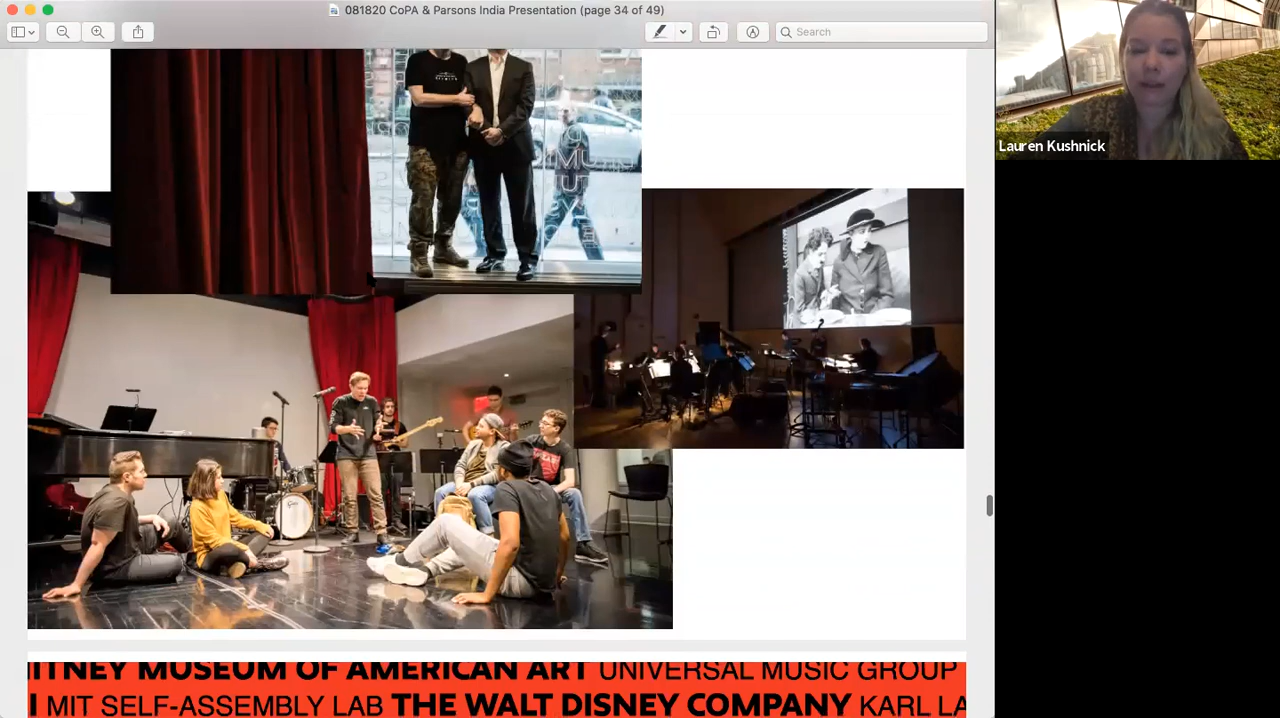 081820 CoPA & Parsons India Presentation (page 34 of 49)
Search
Lauren Kushnick
ITNEY MUSEUM OF AMERICAN ART UNIVERSAL MUSIC GROUP
MIT SELF-ASSEMBLY LAB THE WALT DISNEY COMPANY KARL LA